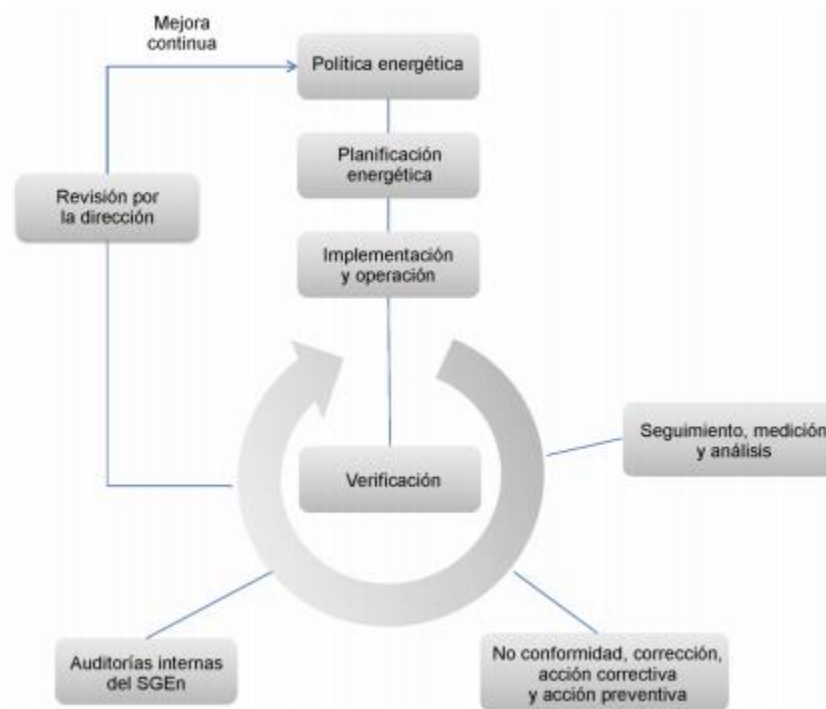 Mejora
continua
Política energética
Planificación
energética
Revisión por
la dirección
Implementación
y operación
Seguimiento, medición
y análisis
Verificación
Auditorías internas
del SGEn
No conformidad, corrección,
acción correctiva
y acción preventiva